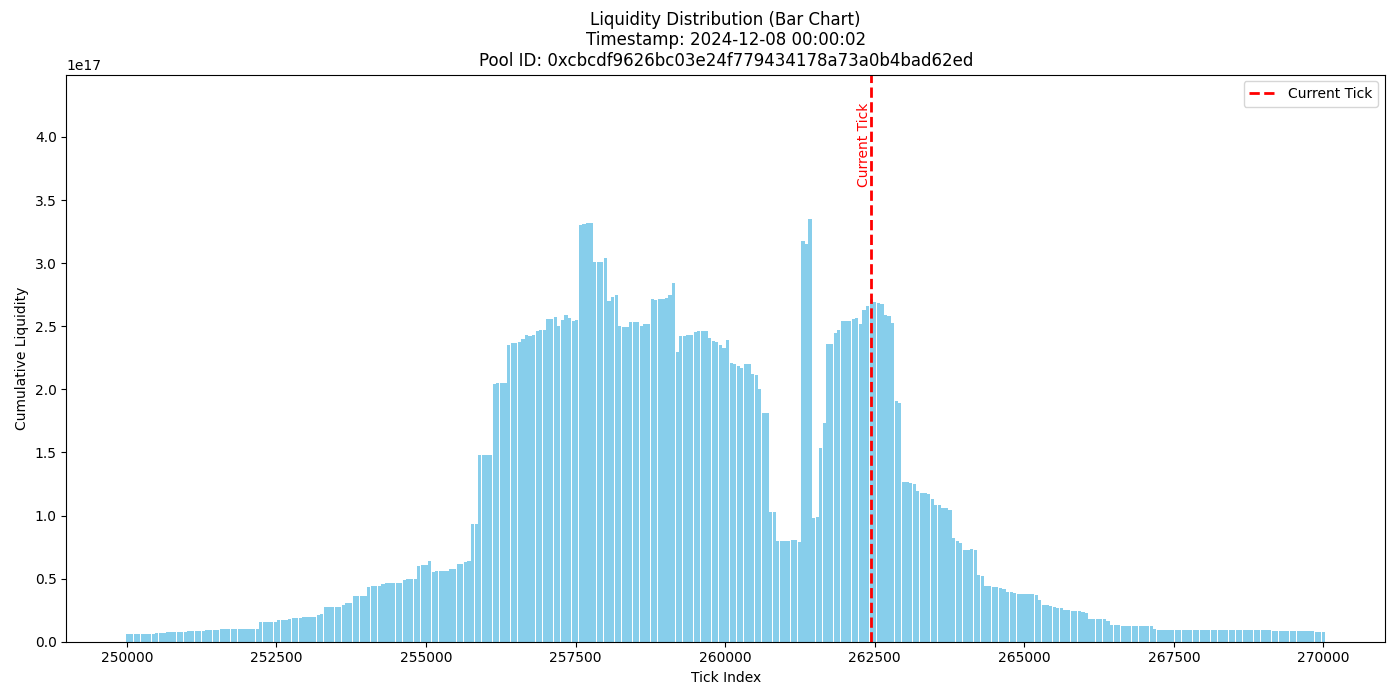 Liquidity Distribution (Bar Chart)
Timestamp: 2024-12-08 00:00:02
Pool ID: 0xcbcdf9626bc03e24f779434178a73a0b4bad62ed
1e17
Current Tick
Current Tick
4.0
3.5
3.0
2.5
2.0
1.5
1.0
0.5
0.0
Cumulative Liquidity
250000 252500 255000 257500 260000 262500 265000 267500 270000
Tick Index